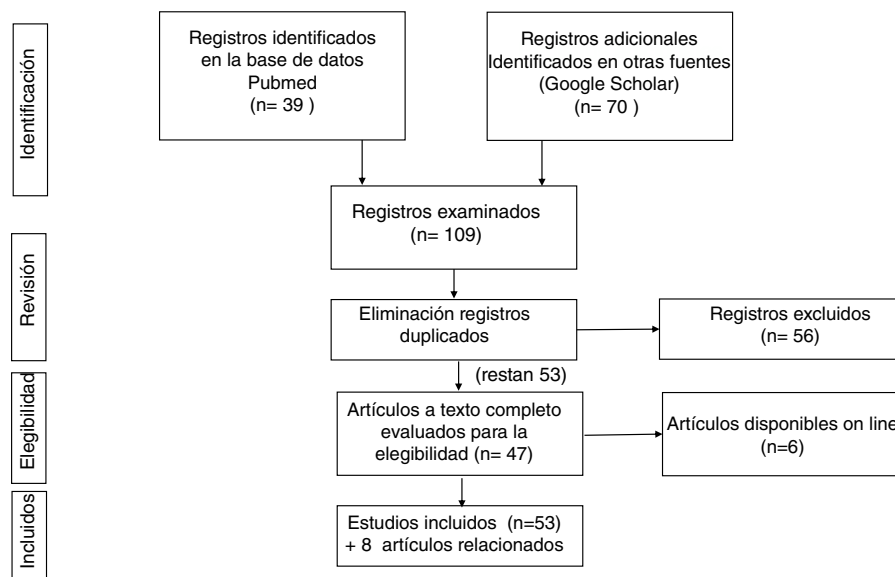 Identificación
Registros identificados
en la base de datos
Pubmed
(n= 39 )
Registros adicionales
Identificados en otras fuentes
(Google Scholar)
(n= 70 )
Registros examinados
(n= 109)
Revisión
Eliminación registros
duplicados
Registros excluidos
(n= 56)
(restan 53)
Elegibilidad
Artículos a texto completo
evaluados para la
elegibilidad (n= 47)
Artículos disponibles on line
(n=6)
Incluidos
Estudios incluidos (n=53)
+ 8 artículos relacionados